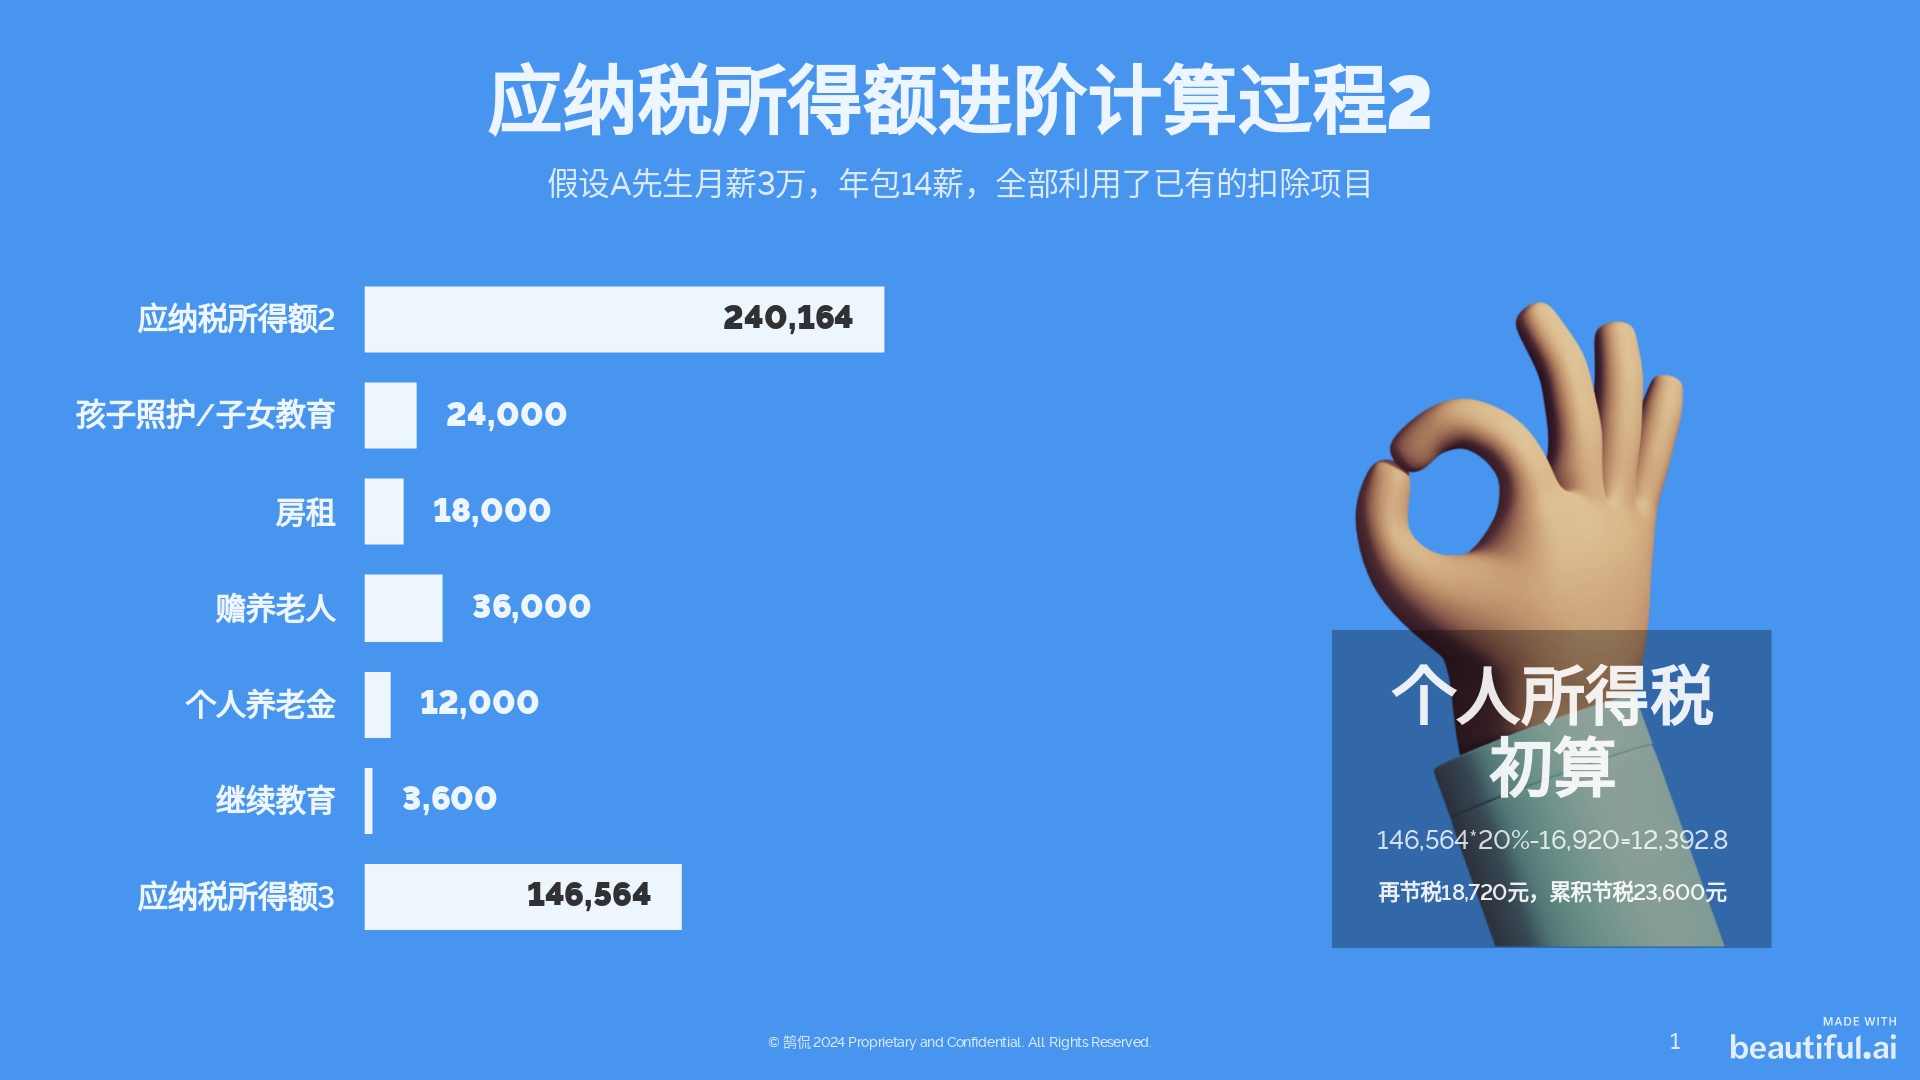 应纳税所得额进阶计算过程2
假设A先生月薪3万，年包14薪，全部利用了已有的扣除项目
应纳税所得额2
240,164
孩子照护/子女教育
24,000
房租
18,000
赡养老人
36,000
个人养老金
12,000
继续教育
3,600
应纳税所得额3
146,564
个人所得税
初算
146,564*20%-16,920=12,392.8
再节税18,720元，累积节税23,600元
© 鹄侃 2024 Proprietary and Confidential. All Rights Reserved.
1
MADE WITH
beautiful.ai